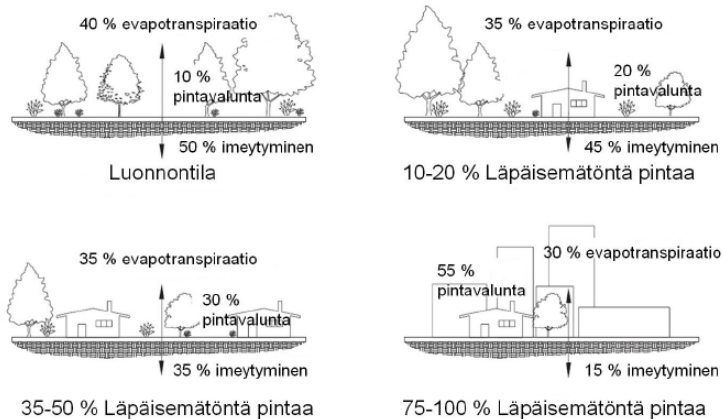 40 % evapotranspiraatio
10 %
pintavalunta
50 % imeytyminen
Luonnontila
35 % evapotranspiraatio
20 %
pintavalunta
45 % imeytyminen
10-20 % Läpäisemätöntä pintaa
35 % evapotranspiraatio
30 %
pintavalunta
35 % imeytyminen
35-50 % Läpäisemätöntä pintaa
30 % evapotranspiraatio
55 %
pintavalunta
15 % imeytyminen
75-100 % Läpäisemätöntä pintaa